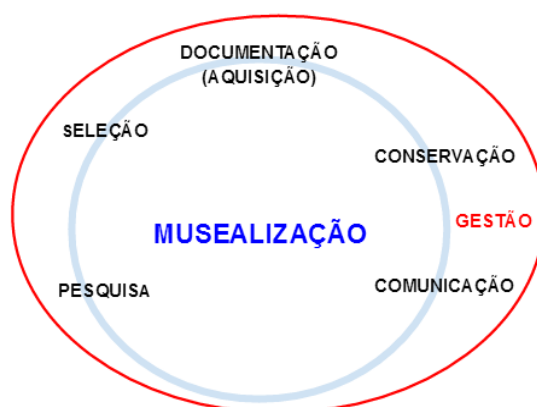 DOCUMENTAÇÃO
(AQUISIÇÃO)
sELEÇÃO
CONSERVAÇÃO
GESTÃO
MUSEALIZAÇÃO
PESQUISA
COMUNICAÇÃO